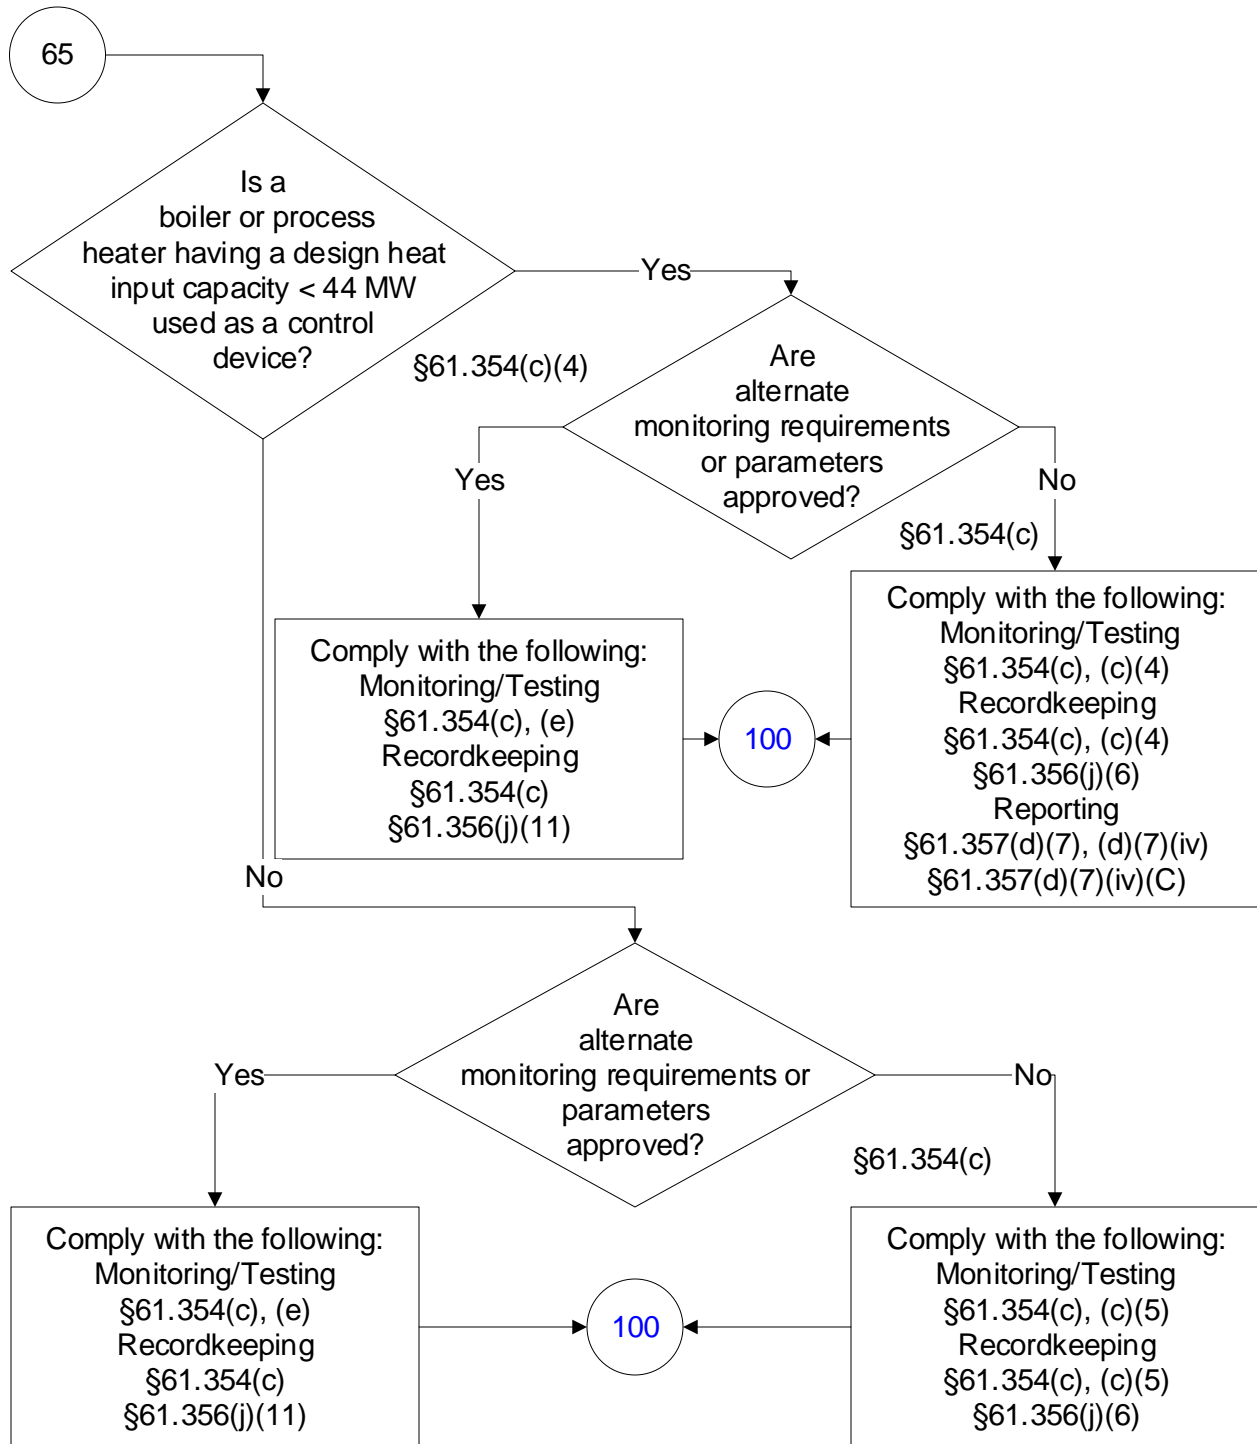 65
Is a
boiler or process
heater having a design heat
input capacity < 44 MW
used as a control
device?
Yes
§61.354(c)(4)
Are
alternate
monitoring requirements
or parameters
approved?
Yes
No
§61.354(c)
Comply with the following:
Monitoring/Testing
§61.354(c), (e)
Recordkeeping
§61.354(c)
§61.356(j)(11)
100
Comply with the following:
Monitoring/Testing
§61.354(c), (c)(4)
Recordkeeping
§61.354(c), (c)(4)
§61.356(j)(6)
Reporting
§61.357(d)(7), (d)(7)(iv)
§61.357(d)(7)(iv)(C)
No
Are
alternate
monitoring requirements or
parameters
approved?
Yes
No
§61.354(c)
Comply with the following:
Monitoring/Testing
§61.354(c), (e)
Recordkeeping
§61.354(c)
§61.356(j)(11)
100
Comply with the following:
Monitoring/Testing
§61.354(c), (c)(5)
Recordkeeping
§61.354(c), (c)(5)
§61.356(j)(6)